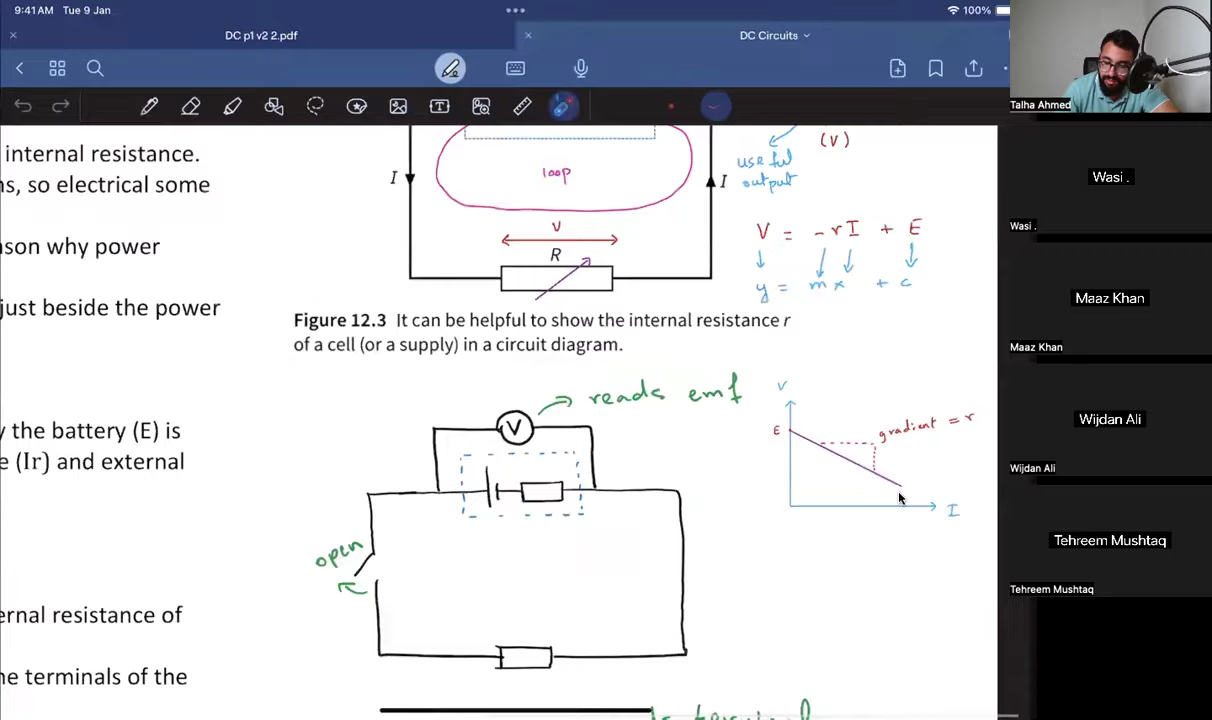 9:41 AM Tue 9 Jan
100%
DC p1 v2 2.pdf
DC Circuits
Talha Ahmed
internal resistance.
ns, so electrical some
ason why power
just beside the power
y the battery (E) is
e (Ir) and external
ernal resistance of
ne terminals of the
I
loop
I
V
R
useful
output
(V)
V = -rI + E
y = mx + c
Figure 12.3 It can be helpful to show the internal resistance r
of a cell (or a supply) in a circuit diagram.
V
reads emf
open
V
E
gradient = r
I
is terminal
Wasi .
Wasi .
Maaz Khan
Maaz Khan
Wijdan Ali
Wijdan Ali
Tehreem Mushtaq
Tehreem Mushtaq